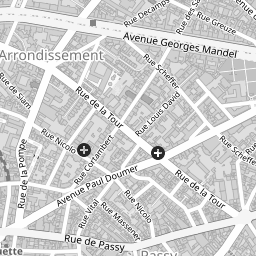 Rue Decamps
Rue Greuze
Avenue Georges Mandel
Arrondissement
Rue Scheffer
Rue de Siam
Rue de la Tour
Rue Louis David
Rue Nicolo
Rue Cortambert
Rue Scheffer
Rue de la Pompe
Avenue Paul Doumer
Rue de la Tour
Rue Vital
Rue Massenet
Rue Nicolo
Rue de Passy
Passy